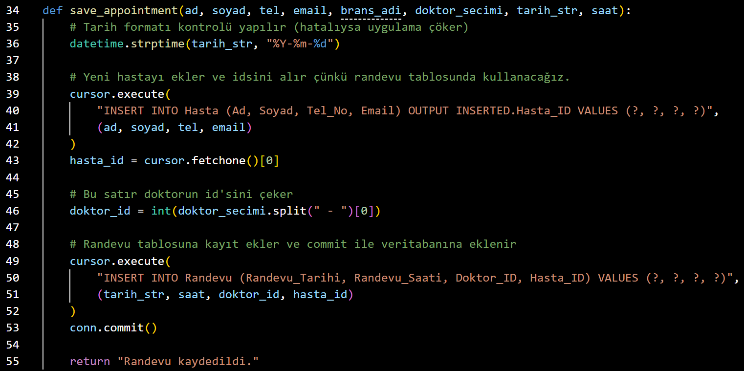 34 def save_appointment(ad, soyad, tel, email, brans_adi, doktor_secimi, tarih_str, saat):
35 # Tarih formatı kontrolü yapılır (hatalıysa uygulama çöker)
36 datetime.strptime(tarih_str, "%Y-%m-%d")
37
38 # Yeni hastayı ekler ve idsini alır çünkü randevu tablosunda kullanacağız.
39 cursor.execute(
40 "INSERT INTO Hasta (Ad, Soyad, Tel_No, Email) OUTPUT INSERTED.Hasta_ID VALUES (?, ?, ?, ?)",
41 (ad, soyad, tel, email)
42 )
43 hasta_id = cursor.fetchone()[0]
44
45 # Bu satır doktorun id'sini çeker
46 doktor_id = int(doktor_secimi.split(" - ")[0])
47
48 # Randevu tablosuna kayıt ekler ve commit ile veritabanına eklenir
49 cursor.execute(
50 "INSERT INTO Randevu (Randevu_Tarihi, Randevu_Saati, Doktor_ID, Hasta_ID) VALUES (?, ?, ?, ?)",
51 (tarih_str, saat, doktor_id, hasta_id)
52 )
53 conn.commit()
54
55 return "Randevu kaydedildi."